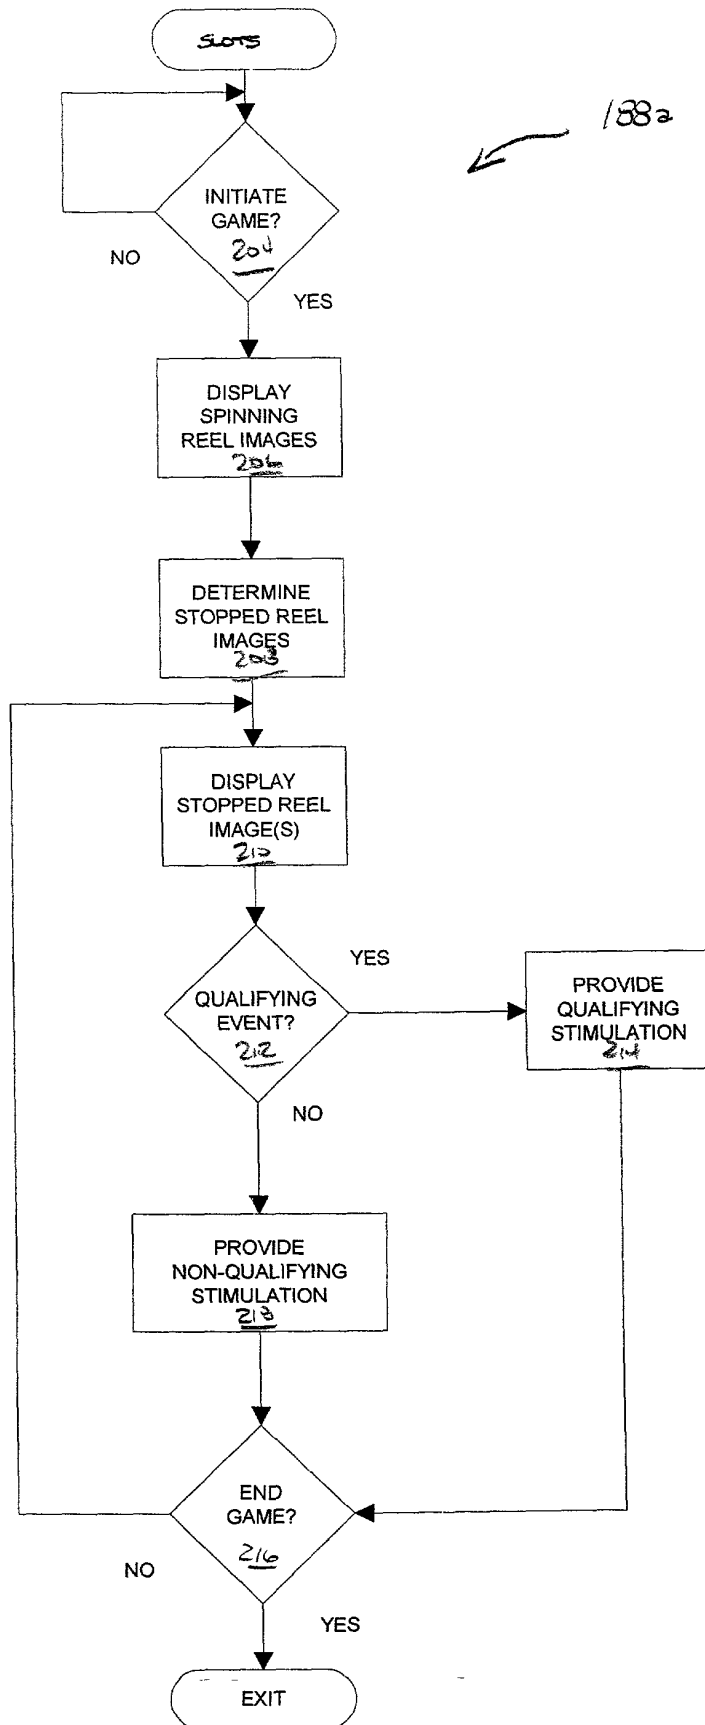 SLOTS
188a
INITIATE
GAME?
204
NO
YES
DISPLAY
SPINNING
REEL IMAGES
206
DETERMINE
STOPPED REEL
IMAGES
208
DISPLAY
STOPPED REEL
IMAGE(S)
210
YES
QUALIFYING
EVENT?
212
PROVIDE
QUALIFYING
STIMULATION
214
NO
PROVIDE
NON-QUALIFYING
STIMULATION
218
END
GAME?
216
NO
YES
EXIT